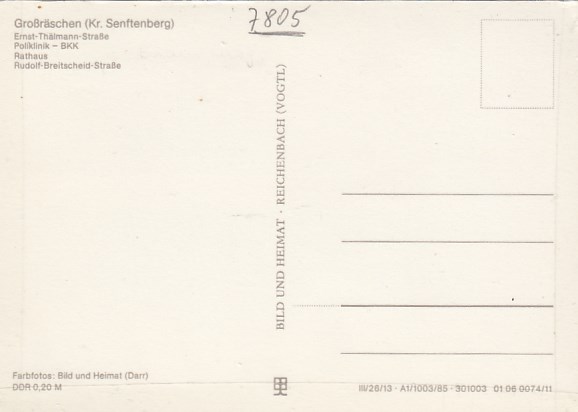 7805
Großräschen (Kr. Senftenberg)
Ernst-Thälmann-Straße
Poliklinik – BKK
Rathaus
Rudolf-Breitscheid-Straße
BILD UND HEIMAT · REICHENBACH (VOGTL)
Farbfotos: Bild und Heimat (Darr)
DDR 0,20 M
III/26/13 · A1/1003/85 · 301003 01 06 0074/11